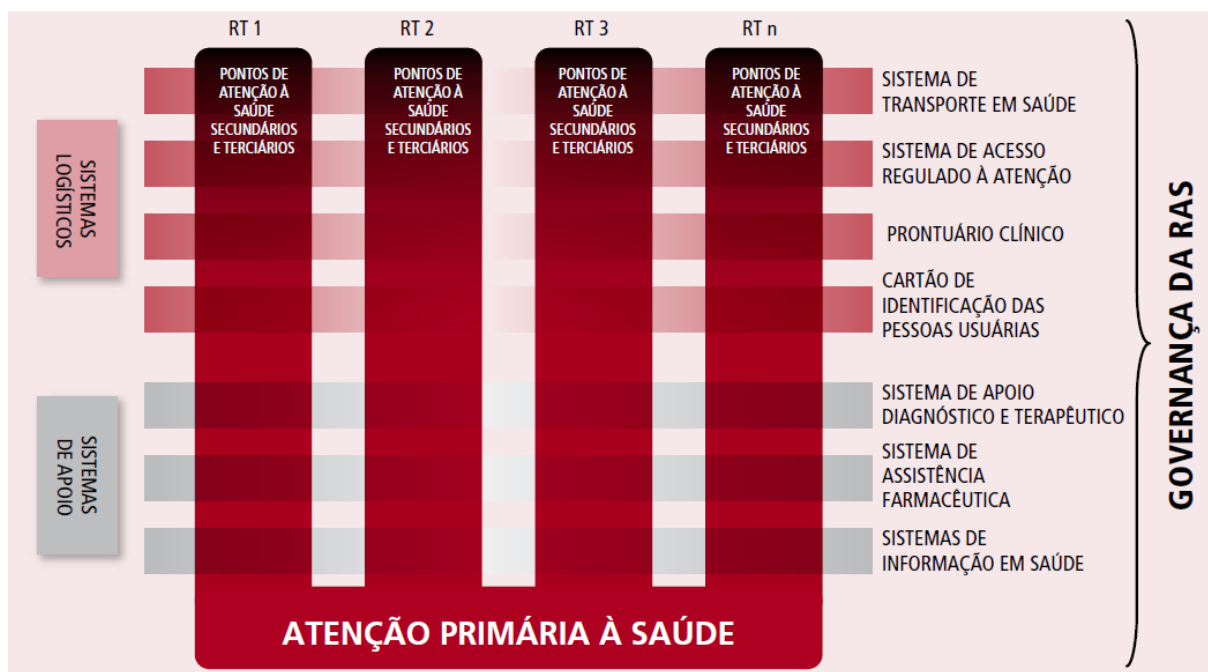 RT 1
RT 2
RT 3
RT n
PONTOS DE
ATENÇÃO À
SAÚDE
SECUNDÁRIOS
E TERCIÁRIOS
PONTOS DE
ATENÇÃO À
SAÚDE
SECUNDÁRIOS
E TERCIÁRIOS
PONTOS DE
ATENÇÃO À
SAÚDE
SECUNDÁRIOS
E TERCIÁRIOS
PONTOS DE
ATENÇÃO À
SAÚDE
SECUNDÁRIOS
E TERCIÁRIOS
SISTEMAS
LOGÍSTICOS
SISTEMA DE
TRANSPORTE EM SAÚDE
SISTEMA DE ACESSO
REGULADO À ATENÇÃO
PRONTUÁRIO CLÍNICO
CARTÃO DE
IDENTIFICAÇÃO DAS
PESSOAS USUÁRIAS
SISTEMAS
DE APOIO
SISTEMA DE APOIO
DIAGNÓSTICO E TERAPÊUTICO
SISTEMA DE
ASSISTÊNCIA
FARMACÊUTICA
SISTEMAS DE
INFORMAÇÃO EM SAÚDE
GOVERNANÇA DA RAS
ATENÇÃO PRIMÁRIA À SAÚDE